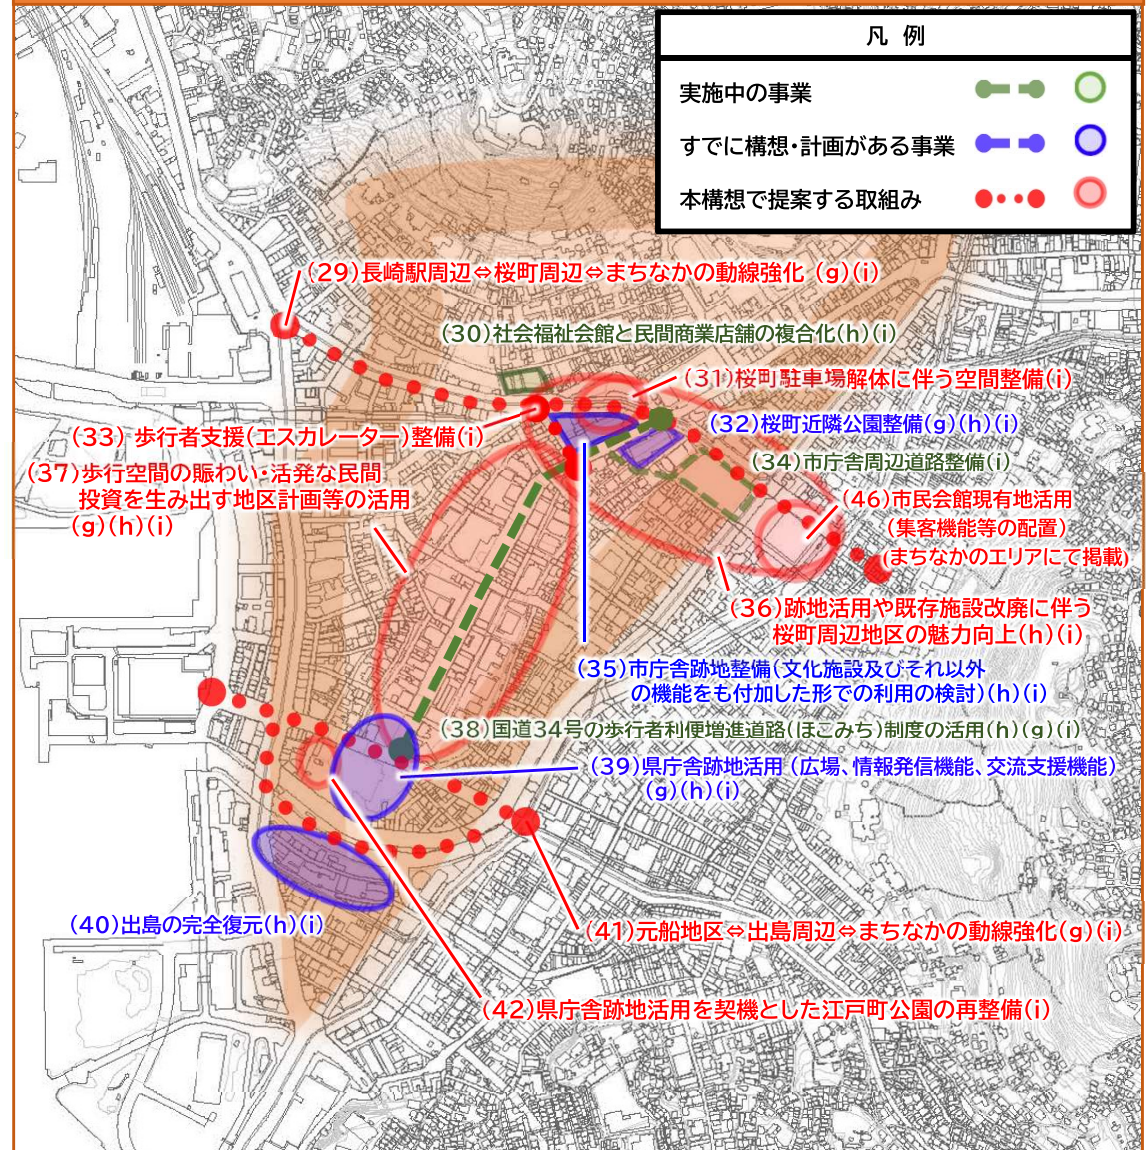 凡 例
実施中の事業
すでに構想・計画がある事業
本構想で提案する取組み
(29)長崎駅周辺⇔桜町周辺⇔まちなかの動線強化 (g)(i)
(30)社会福祉会館と民間商業店舗の複合化(h)(i)
(31)桜町駐車場解体に伴う空間整備(i)
(32)桜町近隣公園整備(g)(h)(i)
(33) 歩行者支援(エスカレーター)整備(i)
(34)市庁舎周辺道路整備(i)
(37)歩行空間の賑わい・活発な民間
投資を生み出す地区計画等の活用
(g)(h)(i)
(46)市民会館現有地活用
(集客機能等の配置)
(まちなかのエリアにて掲載)
(36)跡地活用や既存施設改廃に伴う
桜町周辺地区の魅力向上(h)(i)
(35)市庁舎跡地整備(文化施設及びそれ以外
の機能をも付加した形での利用の検討)(h)(i)
(38)国道34号の歩行者利便増進道路(ほこみち)制度の活用(h)(g)(i)
(39)県庁舎跡地活用 (広場、情報発信機能、交流支援機能)
(g)(h)(i)
(40)出島の完全復元(h)(i)
(41)元船地区⇔出島周辺⇔まちなかの動線強化(g)(i)
(42)県庁舎跡地活用を契機とした江戸町公園の再整備(i)